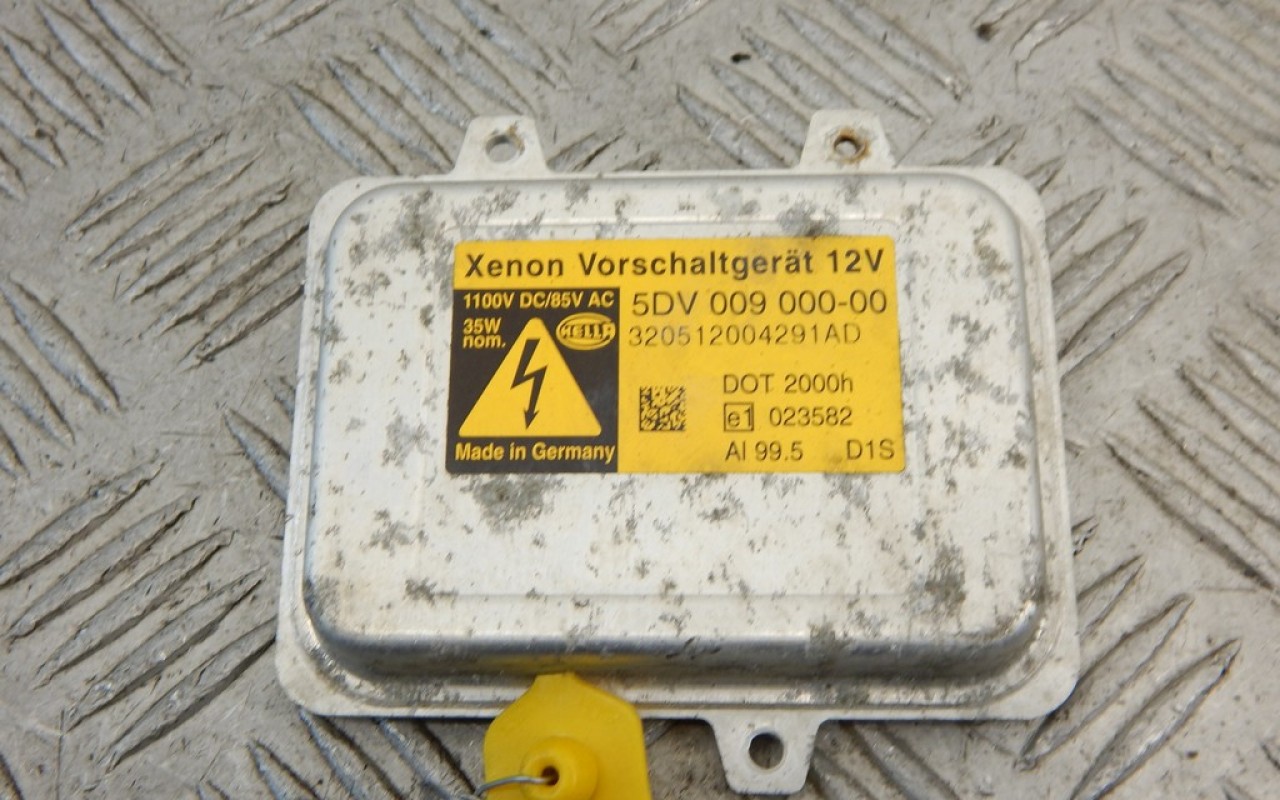 Xenon Vorschaltgerät 12V
1100V DC/85V AC
35W
nom.
HELLA
Made in Germany
5DV 009 000-00
320512004291AD
DOT 2000h
e1 023582
Al 99.5 D1S